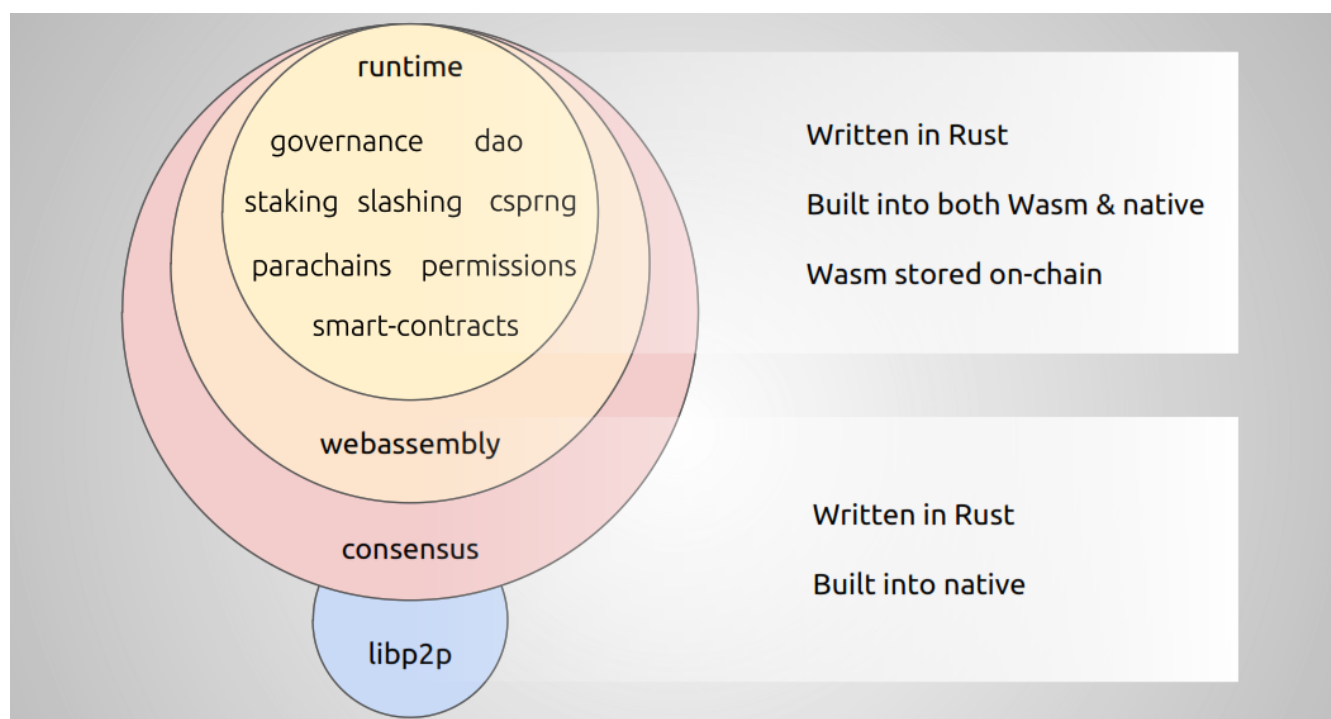 runtime
governance dao
staking slashing csprng
parachains permissions
smart-contracts
webassembly
consensus
libp2p
Written in Rust
Built into both Wasm & native
Wasm stored on-chain
Written in Rust
Built into native